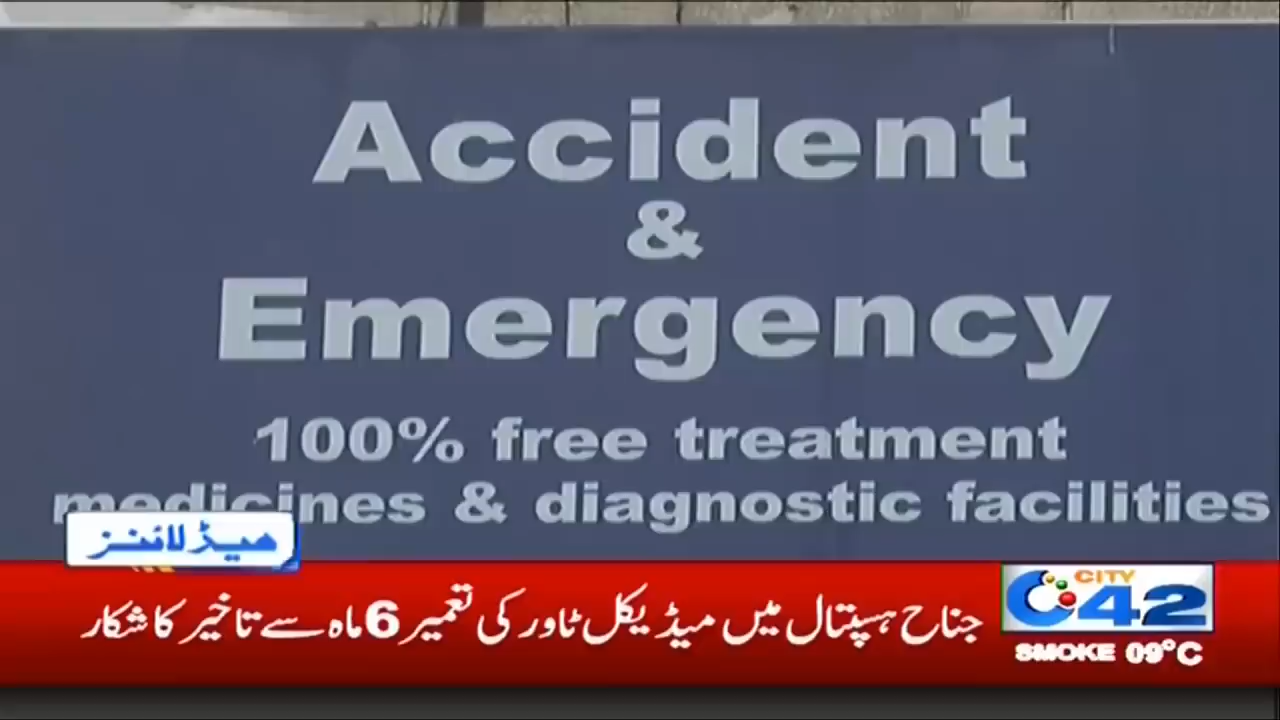 Accident
&
Emergency
100% free treatment
medicines & diagnostic facilities
ہیڈلائنز
جناح ہسپتال میں میڈیکل ٹاور کی تعمیر 6 ماہ سے تاخیر کا شکار
CITY
42
SMOKE 09°C